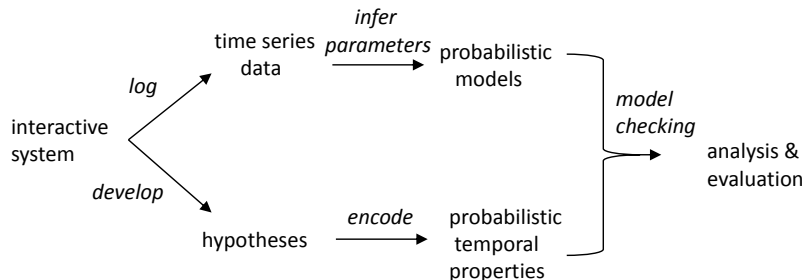 interactive
system
log
develop
time series
data
infer
parameters
probabilistic
models
hypotheses
encode
probabilistic
temporal
properties
model
checking
analysis &
evaluation